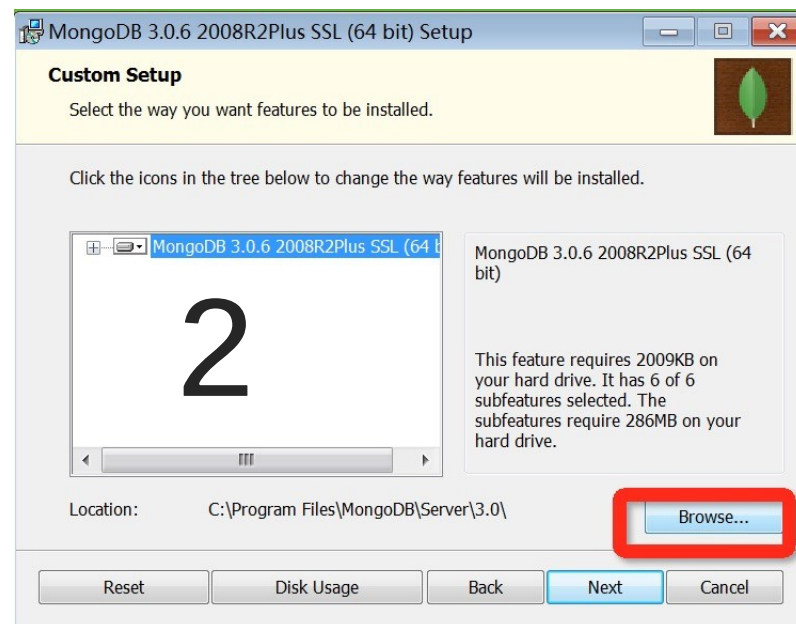 MongoDB 3.0.6 2008R2Plus SSL (64 bit) Setup
Custom Setup
Select the way you want features to be installed.
Click the icons in the tree below to change the way features will be installed.
MongoDB 3.0.6 2008R2Plus SSL (64 b
2
MongoDB 3.0.6 2008R2Plus SSL (64
bit)
This feature requires 2009KB on
your hard drive. It has 6 of 6
subfeatures selected. The
subfeatures require 286MB on your
hard drive.
Location: C:\Program Files\MongoDB\Server\3.0\
Browse...
Reset Disk Usage Back Next Cancel